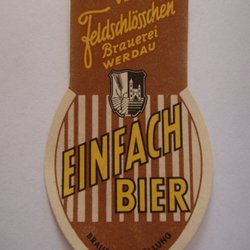 Feldschlösschen
Brauerei
WERDAU
EINFACH
BIER